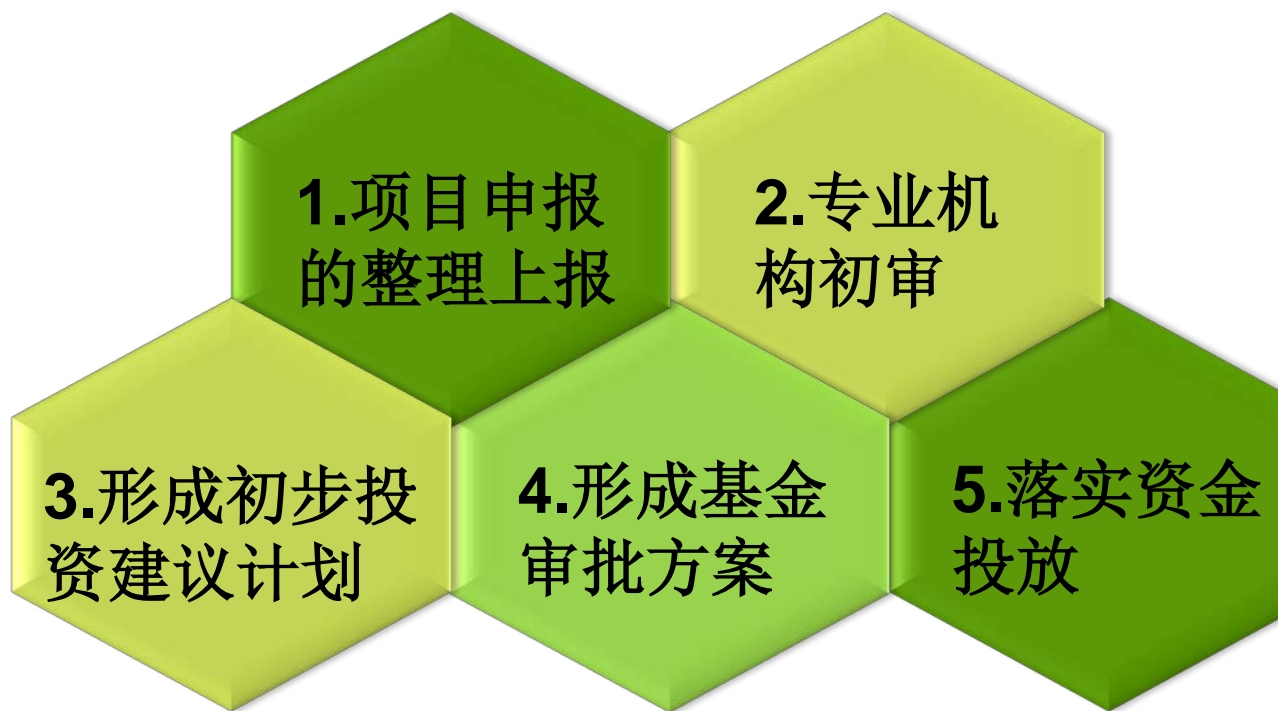 1.项目申报
的整理上报
2.专业机
构初审
3.形成初步投
资建议计划
4.形成基金
审批方案
5.落实资金
投放